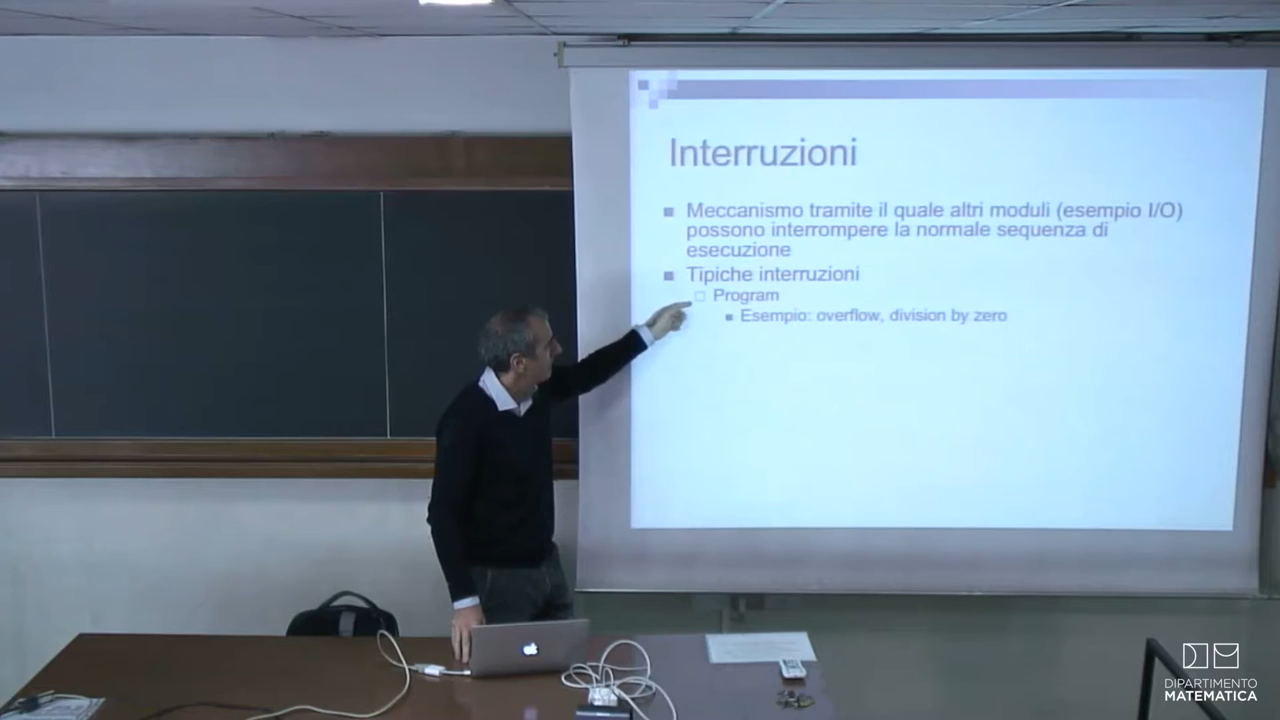 Interruzioni
Meccanismo tramite il quale altri moduli (esempio I/O)
possono interrompere la normale sequenza di
esecuzione
Tipiche interruzioni
Program
Esempio: overflow, division by zero
DIPARTIMENTO
MATEMATICA